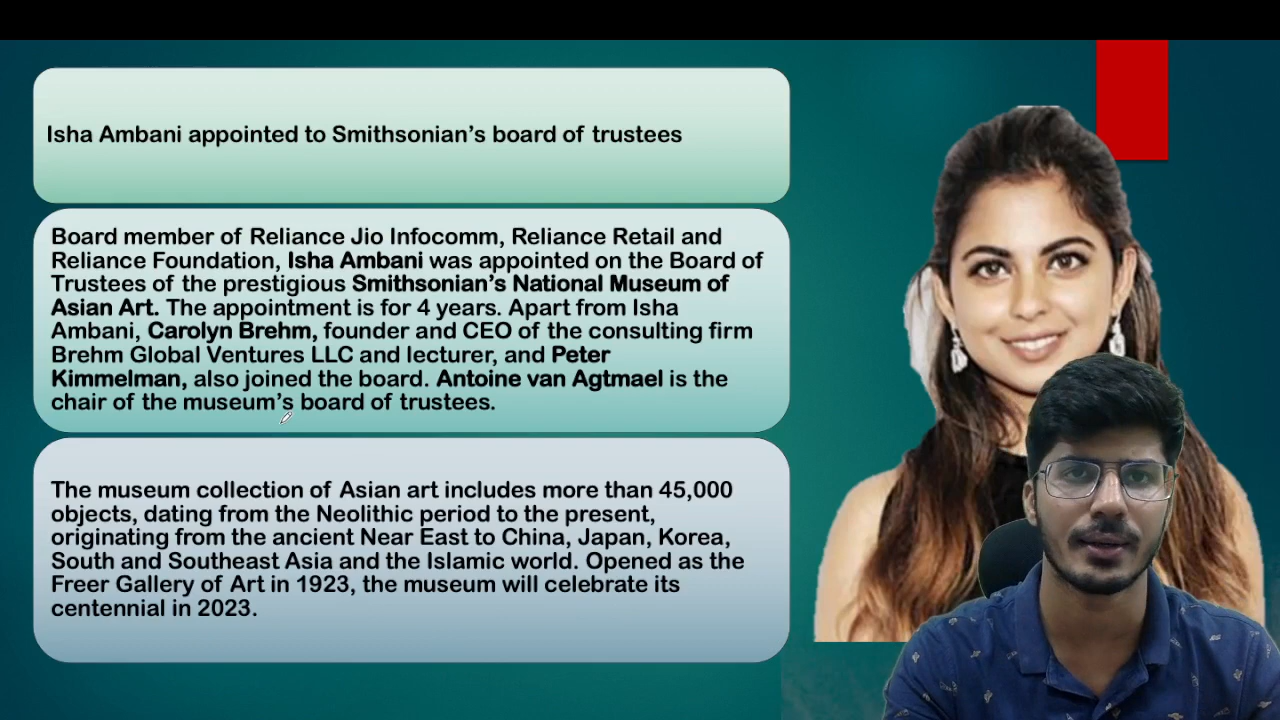 Isha Ambani appointed to Smithsonian's board of trustees
Board member of Reliance Jio Infocomm, Reliance Retail and
Reliance Foundation, Isha Ambani was appointed on the Board of
Trustees of the prestigious Smithsonian's National Museum of
Asian Art. The appointment is for 4 years. Apart from Isha
Ambani, Carolyn Brehm, founder and CEO of the consulting firm
Brehm Global Ventures LLC and lecturer, and Peter
Kimmelman, also joined the board. Antoine van Agtmael is the
chair of the museum's board of trustees.
The museum collection of Asian art includes more than 45,000
objects, dating from the Neolithic period to the present,
originating from the ancient Near East to China, Japan, Korea,
South and Southeast Asia and the Islamic world. Opened as the
Freer Gallery of Art in 1923, the museum will celebrate its
centennial in 2023.